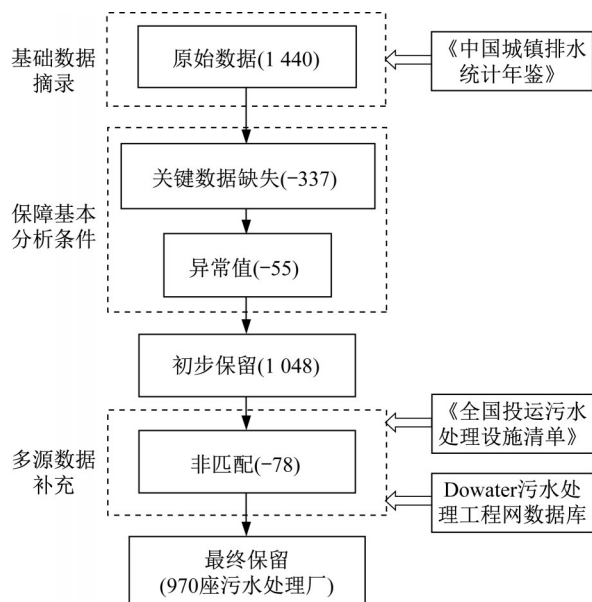 基础数据
摘录
原始数据(1 440)
《中国城镇排水
统计年鉴》
保障基本
分析条件
关键数据缺失(−337)
异常值(−55)
初步保留(1 048)
多源数据
补充
非匹配(−78)
《全国投运污水
处理设施清单》
Dowater污水处
理工程网数据库
最终保留
(970座污水处理厂)